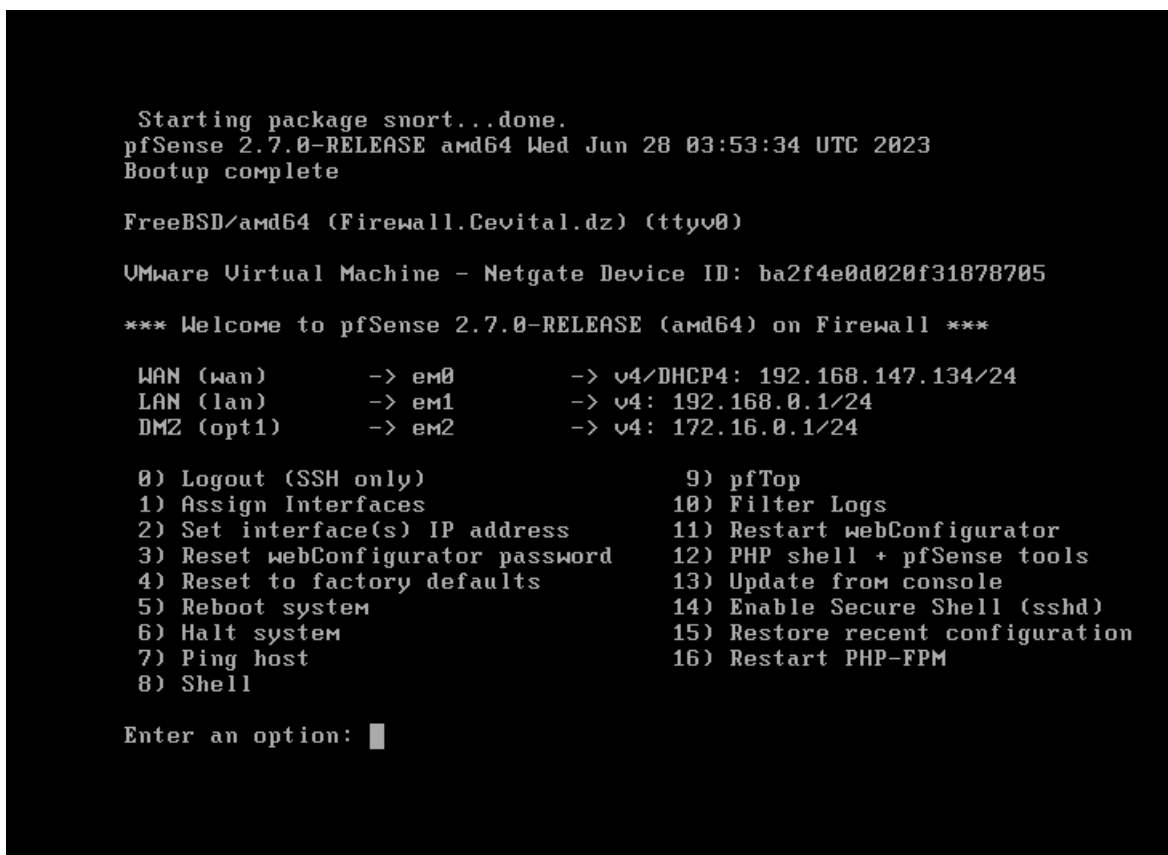 Starting package snort...done.
pfSense 2.7.0-RELEASE amd64 Wed Jun 28 03:53:34 UTC 2023
Bootup complete
FreeBSD/amd64 (Firewall.Cevital.dz) (ttyv0)
VMware Virtual Machine - Netgate Device ID: ba2f4e0d020f31878705
*** Welcome to pfSense 2.7.0-RELEASE (amd64) on Firewall ***
WAN (wan) -> em0 -> v4/DHCP4: 192.168.147.134/24
LAN (lan) -> em1 -> v4: 192.168.0.1/24
DMZ (opt1) -> em2 -> v4: 172.16.0.1/24
0) Logout (SSH only) 9) pfTop
1) Assign Interfaces 10) Filter Logs
2) Set interface(s) IP address 11) Restart webConfigurator
3) Reset webConfigurator password 12) PHP shell + pfSense tools
4) Reset to factory defaults 13) Update from console
5) Reboot system 14) Enable Secure Shell (sshd)
6) Halt system 15) Restore recent configuration
7) Ping host 16) Restart PHP-FPM
8) Shell
Enter an option: